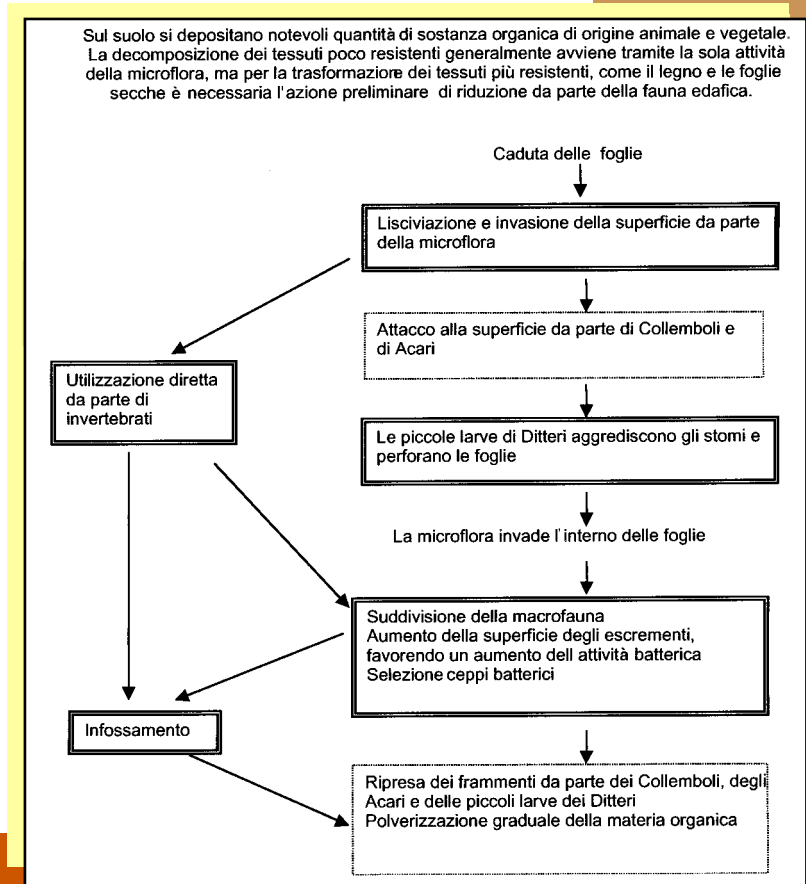 Sul suolo si depositano notevoli quantità di sostanza organica di origine animale e vegetale.
La decomposizione dei tessuti poco resistenti generalmente avviene tramite la sola attività
della microflora, ma per la trasformazione dei tessuti più resistenti, come il legno e le foglie
secche è necessaria l'azione preliminare di riduzione da parte della fauna edafica.
Caduta delle foglie
Lisciviazione e invasione della superficie da parte
della microflora
Attacco alla superficie da parte di Collemboli e
di Acari
Utilizzazione diretta
da parte di
invertebrati
Le piccole larve di Ditteri aggrediscono gli stomi e
perforano le foglie
La microflora invade l'interno delle foglie
Suddivisione della macrofauna
Aumento della superficie degli escrementi,
favorendo un aumento dell attività batterica
Selezione ceppi batterici
Infossamento
Ripresa dei frammenti da parte dei Collemboli, degli
Acari e delle piccoli larve dei Ditteri
Polverizzazione graduale della materia organica